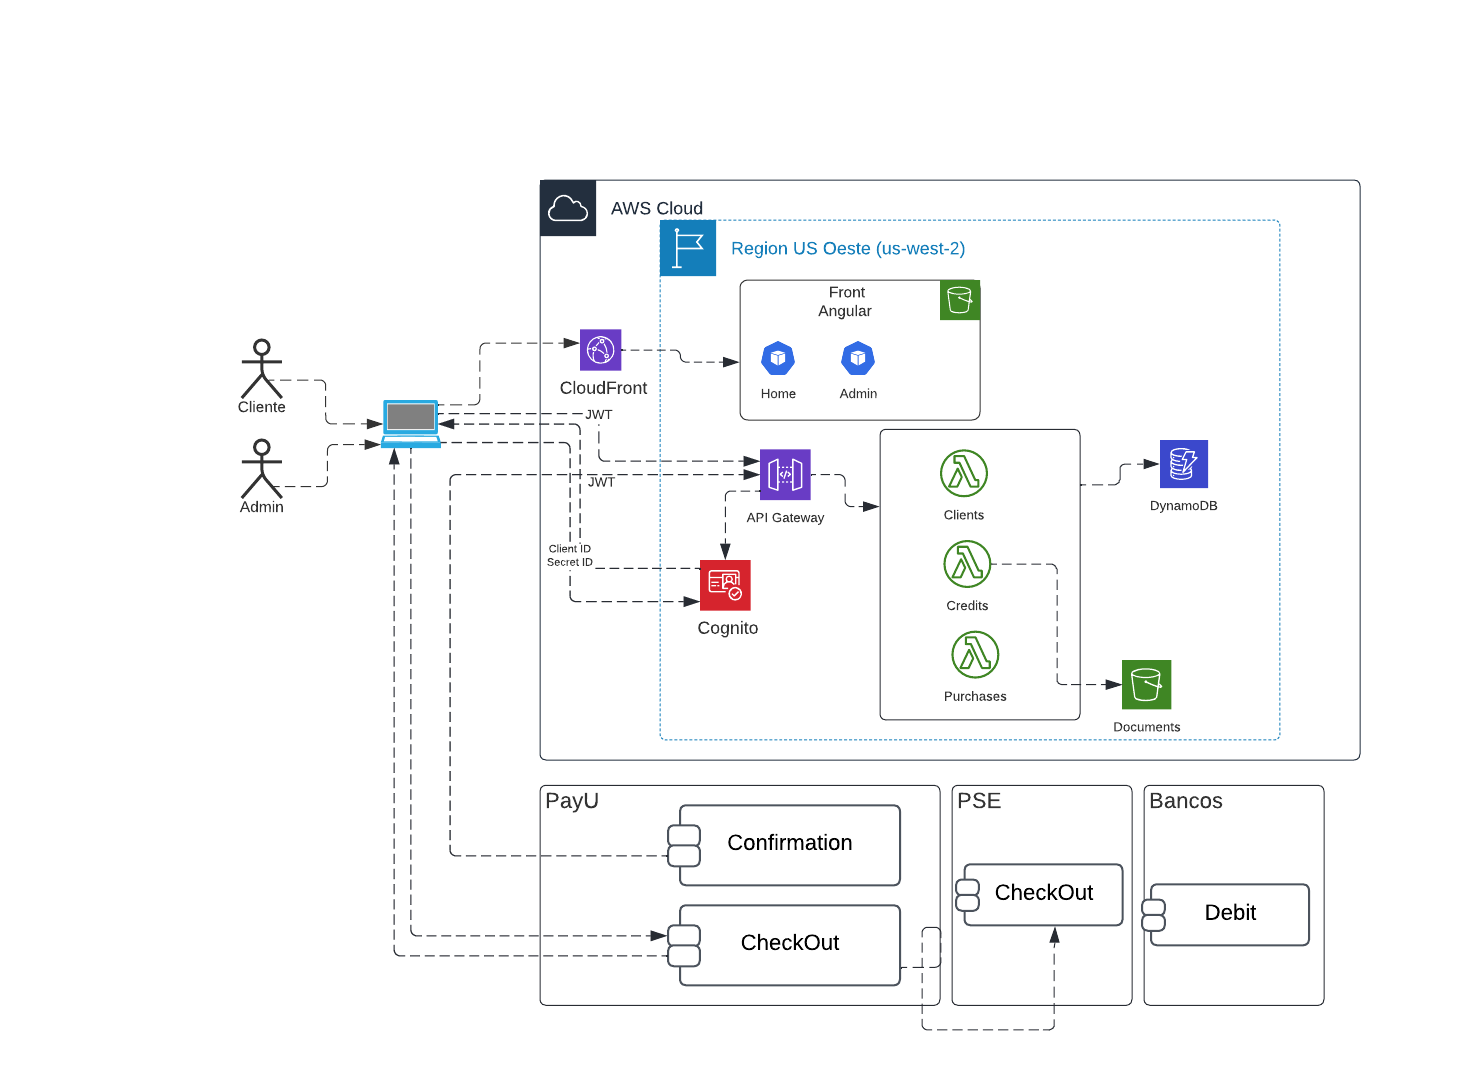 AWS Cloud
Region US Oeste (us-west-2)
Front
Angular
Home
Admin
CloudFront
Cliente
Admin
JWT
JWT
API Gateway
Client ID
Secret ID
Cognito
Clients
Credits
Purchases
DynamoDB
Documents
PayU
Confirmation
CheckOut
PSE
CheckOut
Bancos
Debit